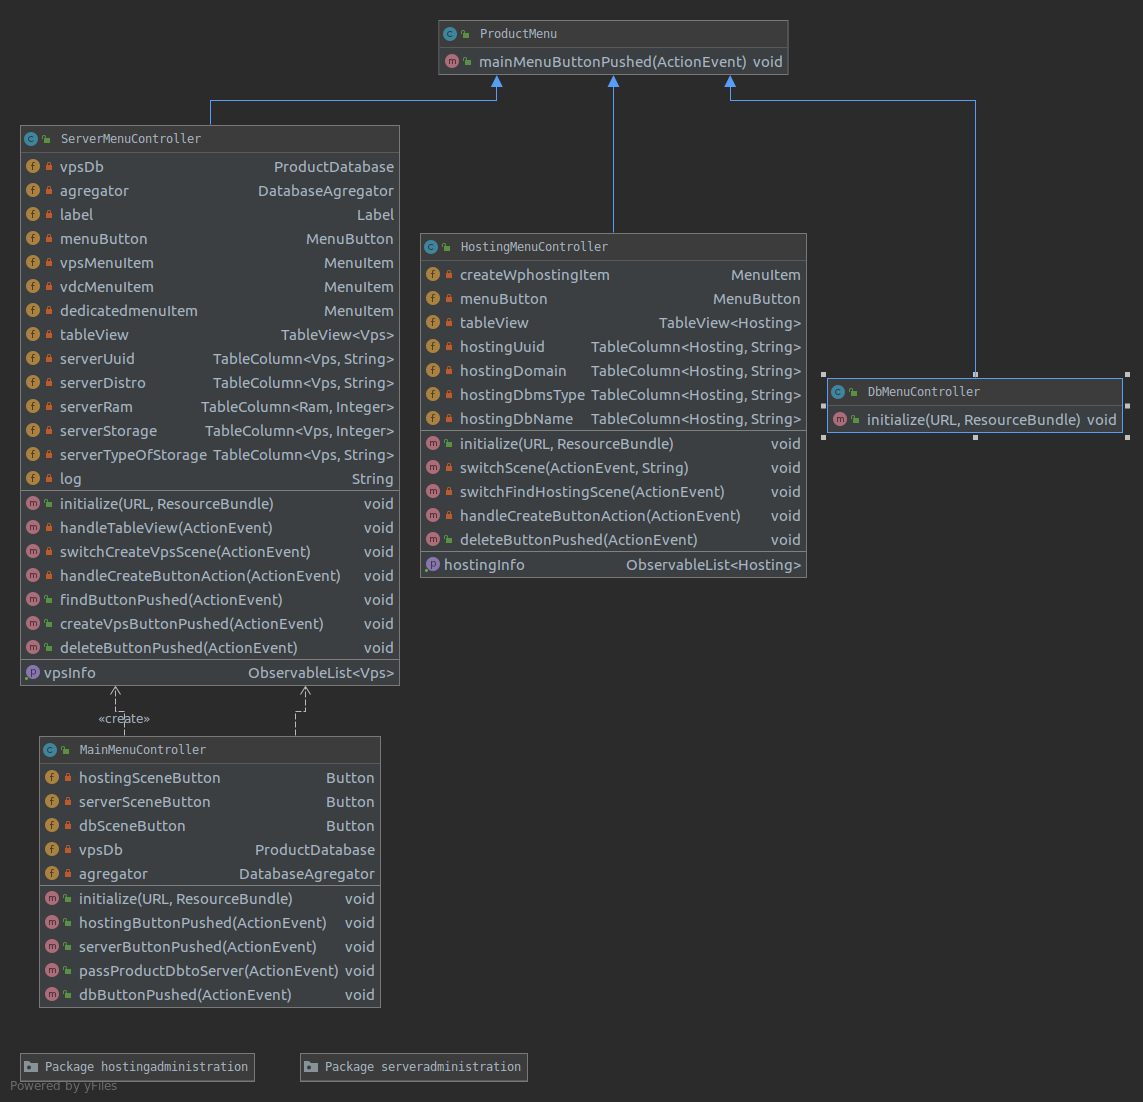 ProductMenu
mainMenuButtonPushed(ActionEvent) void
ServerMenuController
vpsDb ProductDatabase
agregator DatabaseAgregator
label Label
menuButton MenuButton
vpsMenuItem MenuItem
vdcMenuItem MenuItem
dedicatedmenuItem MenuItem
tableView TableView<Vps>
serverUuid TableColumn<Vps, String>
serverDistro TableColumn<Vps, String>
serverRam TableColumn<Ram, Integer>
serverStorage TableColumn<Vps, Integer>
serverTypeOfStorage TableColumn<Vps, String>
log String
initialize(URL, ResourceBundle) void
handleTableView(ActionEvent) void
switchCreateVpsScene(ActionEvent) void
handleCreateButtonAction(ActionEvent) void
findButtonPushed(ActionEvent) void
createVpsButtonPushed(ActionEvent) void
deleteButtonPushed(ActionEvent) void
vpsInfo ObservableList<Vps>
HostingMenuController
createWphostingItem MenuItem
menuButton MenuButton
tableView TableView<Hosting>
hostingUuid TableColumn<Hosting, String>
hostingDomain TableColumn<Hosting, String>
hostingDbmsType TableColumn<Hosting, String>
hostingDbName TableColumn<Hosting, String>
initialize(URL, ResourceBundle) void
switchScene(ActionEvent, String) void
switchFindHostingScene(ActionEvent) void
handleCreateButtonAction(ActionEvent) void
deleteButtonPushed(ActionEvent) void
hostingInfo ObservableList<Hosting>
DbMenuController
initialize(URL, ResourceBundle) void
«create»
MainMenuController
hostingSceneButton Button
serverSceneButton Button
dbSceneButton Button
vpsDb ProductDatabase
agregator DatabaseAgregator
initialize(URL, ResourceBundle) void
hostingButtonPushed(ActionEvent) void
serverButtonPushed(ActionEvent) void
passProductDbtoServer(ActionEvent) void
dbButtonPushed(ActionEvent) void
Package hostingadministration
Package serveradministration
Powered by yFiles